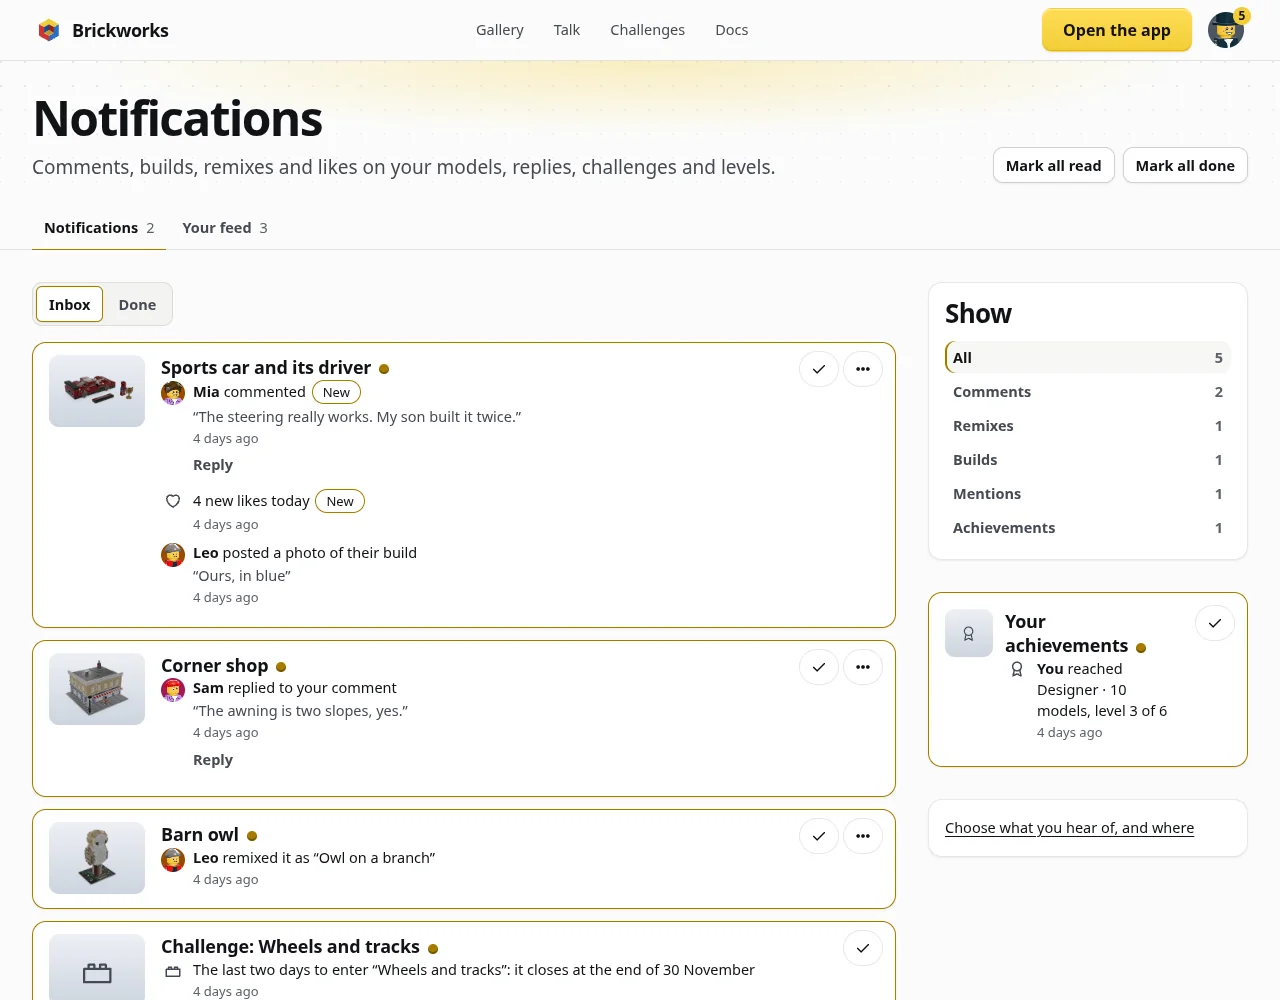 Brickworks
Gallery
Talk
Challenges
Docs
Open the app
5
Notifications
Comments, builds, remixes and likes on your models, replies, challenges and levels.
Mark all read
Mark all done
Notifications 2
Your feed 3
Inbox
Done
Sports car and its driver
Mia commented New
“The steering really works. My son built it twice.”
4 days ago
Reply
4 new likes today New
4 days ago
Leo posted a photo of their build
“Ours, in blue”
4 days ago
Corner shop
Sam replied to your comment
“The awning is two slopes, yes.”
4 days ago
Reply
Barn owl
Leo remixed it as “Owl on a branch”
4 days ago
Challenge: Wheels and tracks
The last two days to enter “Wheels and tracks”: it closes at the end of 30 November
4 days ago
Show
All 5
Comments 2
Remixes 1
Builds 1
Mentions 1
Achievements 1
Your
achievements
You reached
Designer · 10
models, level 3 of 6
4 days ago
Choose what you hear of, and where